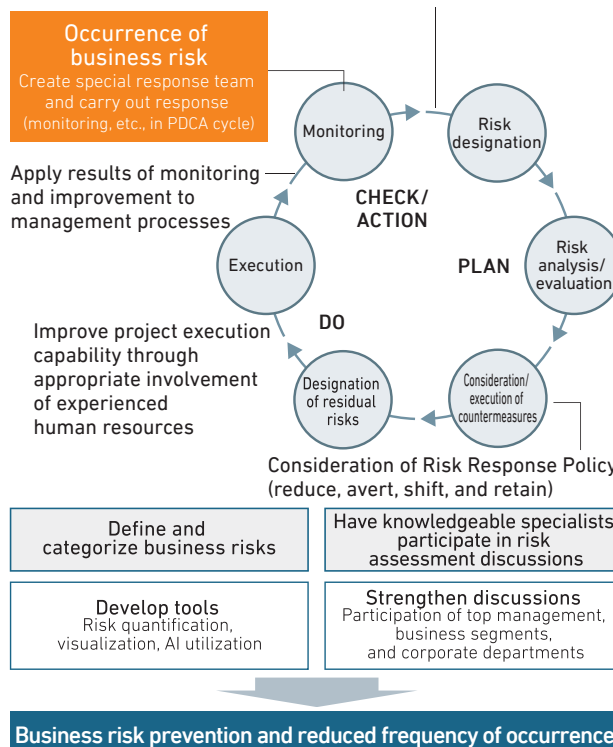 Occurrence of
business risk
Create special response team
and carry out response
(monitoring, etc., in PDCA cycle)
Monitoring
Risk
designation
Apply results of monitoring
and improvement to
management processes
CHECK/
ACTION
Execution
PLAN
Risk
analysis/
evaluation
DO
Improve project execution
capability through
appropriate involvement
of experienced
human resources
Designation
of residual
risks
Consideration/
execution of
countermeasures
Consideration of Risk Response Policy
(reduce, avert, shift, and retain)
Define and
categorize business risks
Have knowledgeable specialists
participate in risk
assessment discussions
Develop tools
Risk quantification,
visualization, AI utilization
Strengthen discussions
Participation of top management,
business segments,
and corporate departments
Business risk prevention and reduced frequency of occurrence